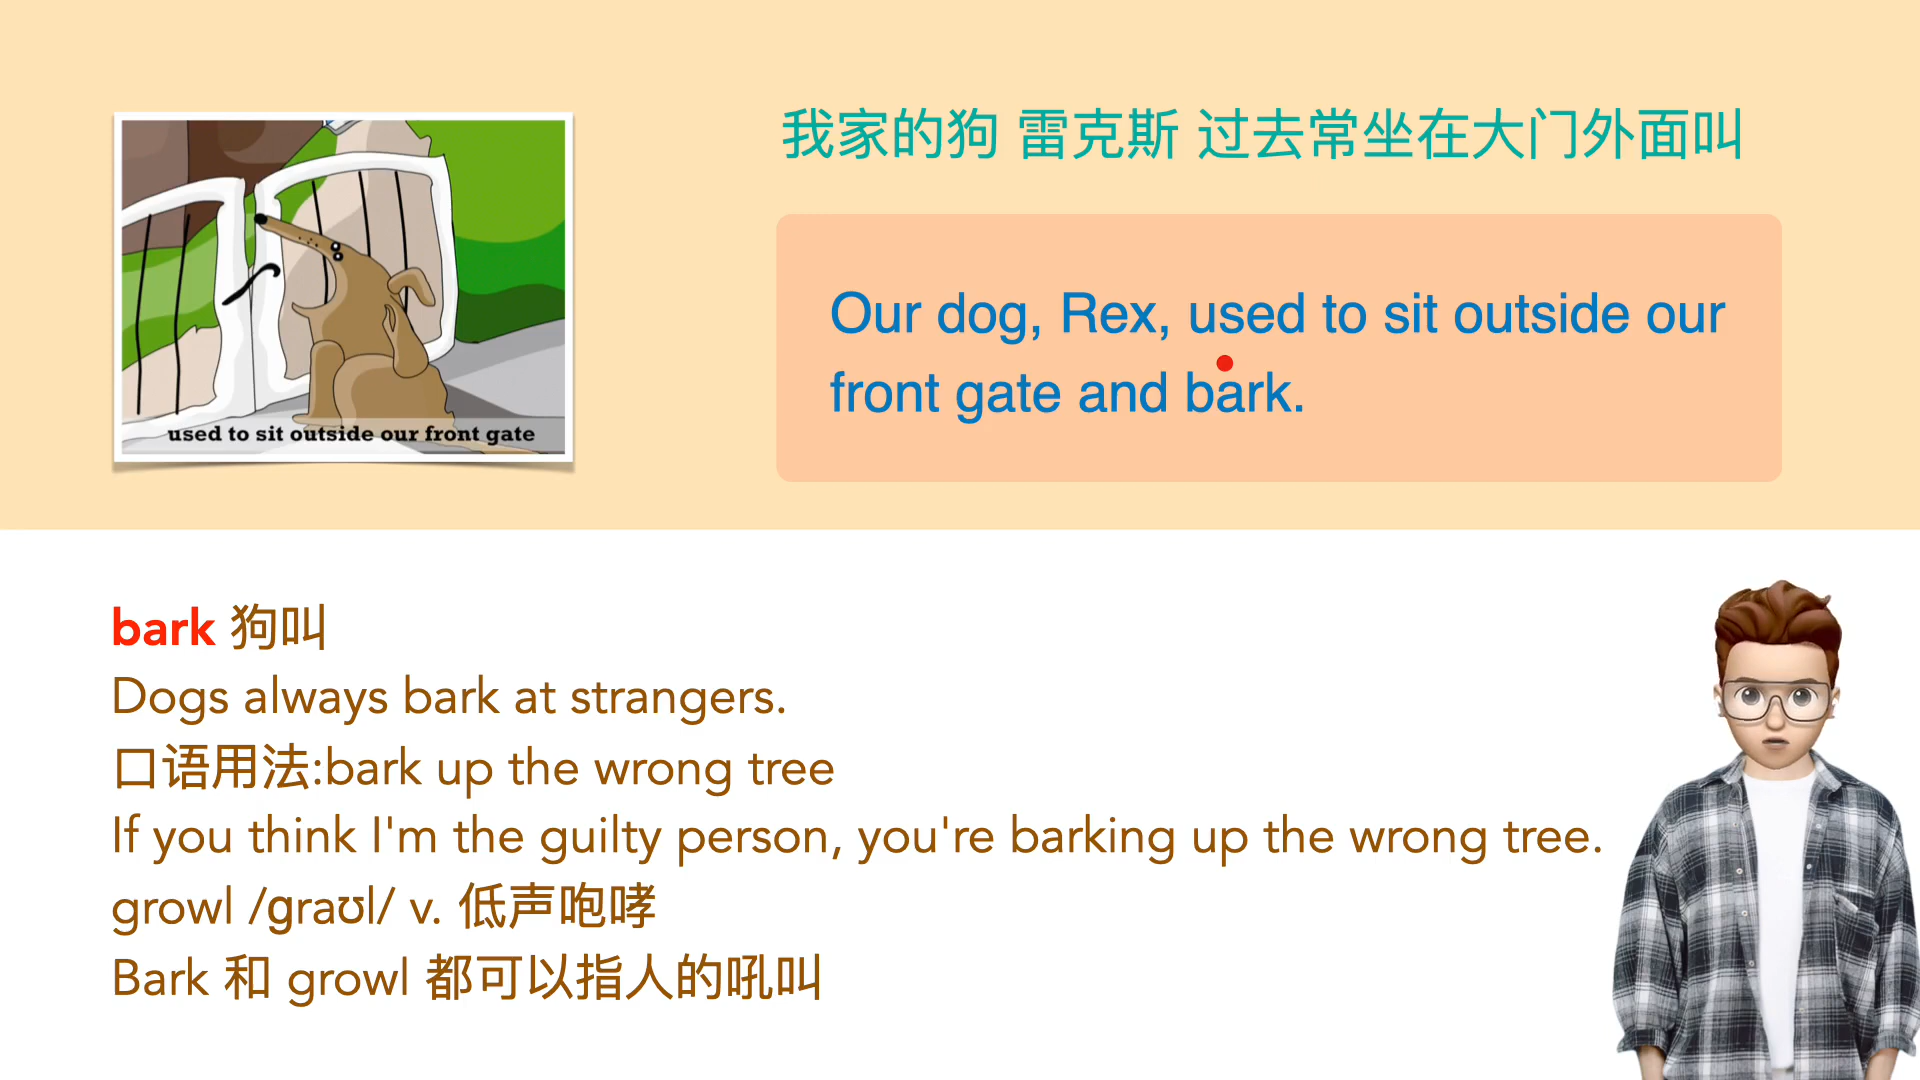 我家的狗 雷克斯 过去常坐在大门外面叫
Our dog, Rex, used to sit outside our
front gate and bark.
used to sit outside our front gate
bark 狗叫
Dogs always bark at strangers.
口语用法:bark up the wrong tree
If you think I'm the guilty person, you're barking up the wrong tree.
growl /ɡraʊl/ v. 低声咆哮
Bark 和 growl 都可以指人的吼叫